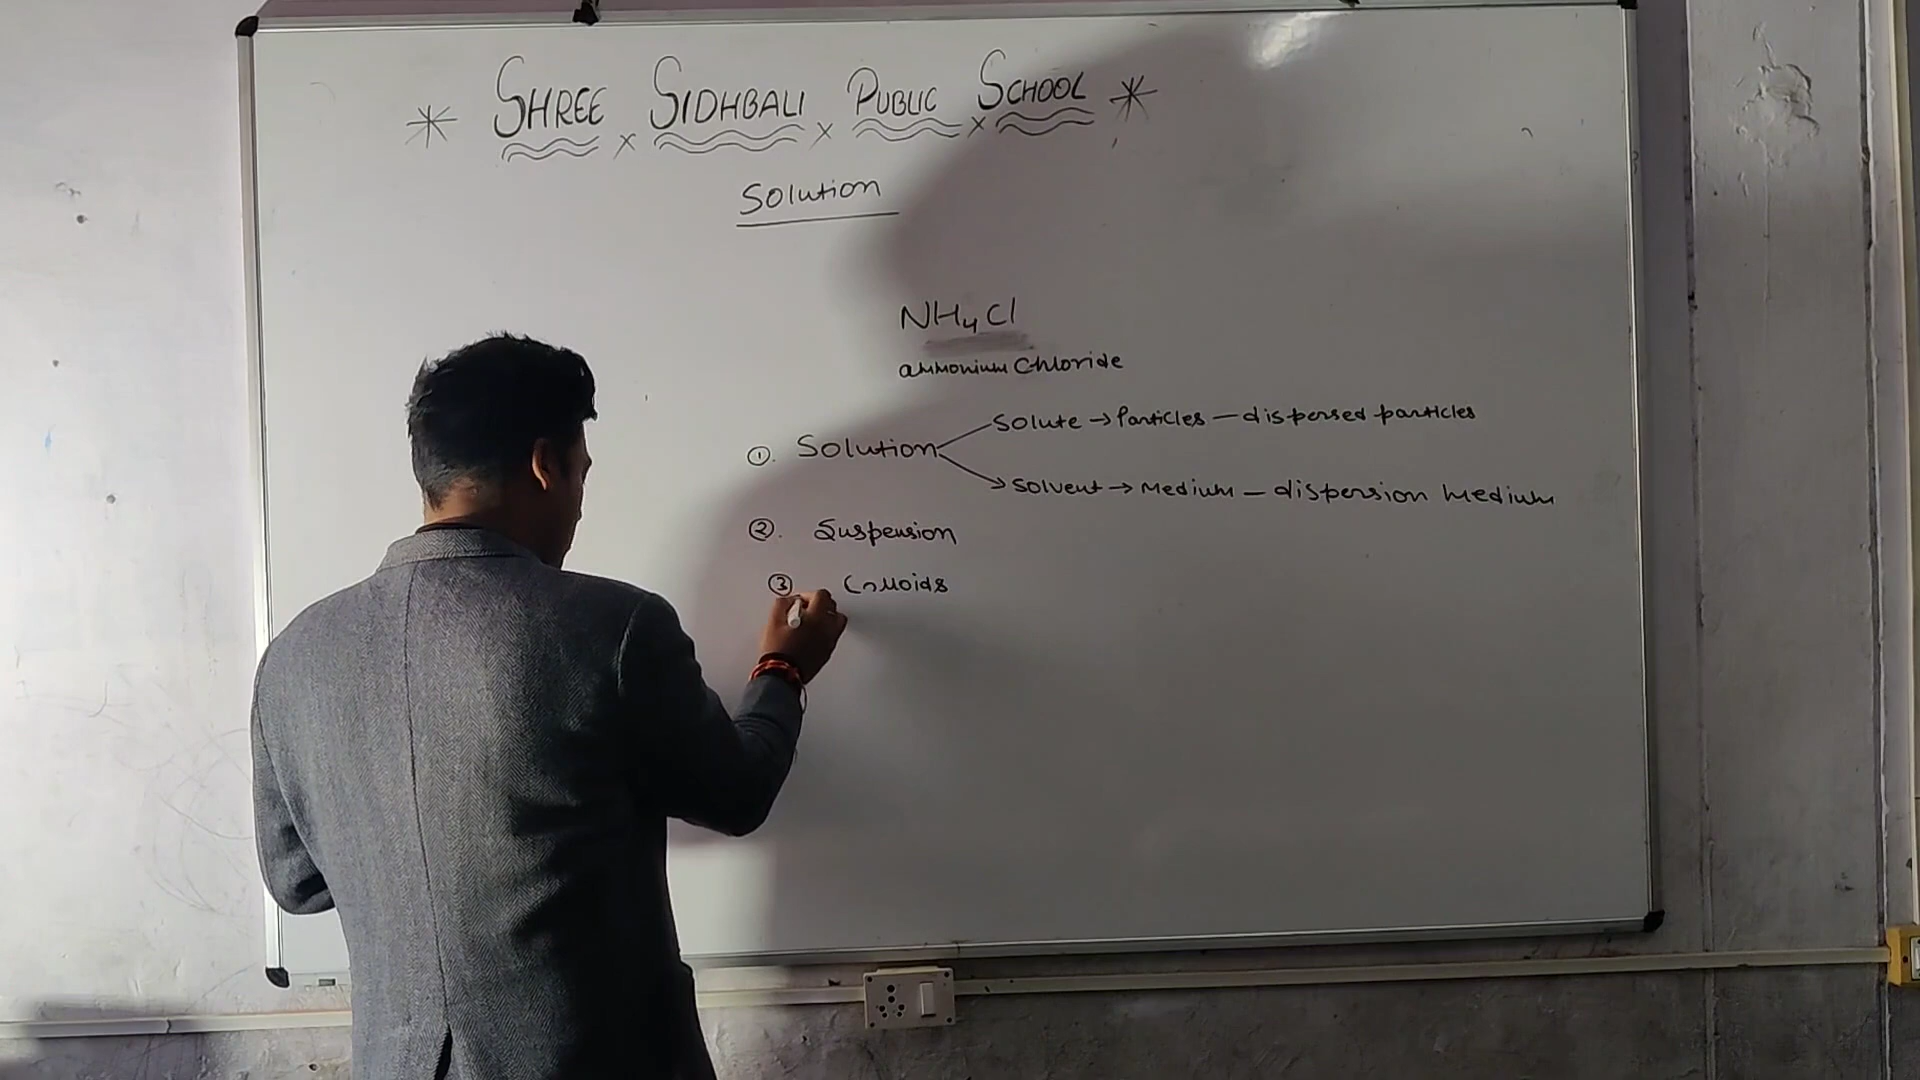 * SHREE x SIDHBALI x PUBLIC x SCHOOL *
Solution
NH4Cl
ammonium Chloride
①. Solution
Solute → Particles — dispersed particles
→ Solvent → Medium — dispersion Medium
②. Suspension
③ Colloids